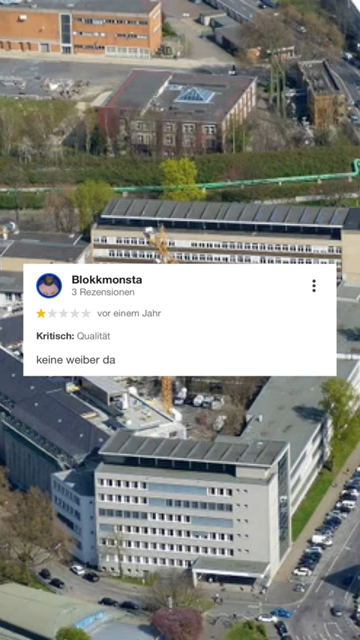 Blokkmonsta
3 Rezensionen
vor einem Jahr
Kritisch: Qualität
keine weiber da